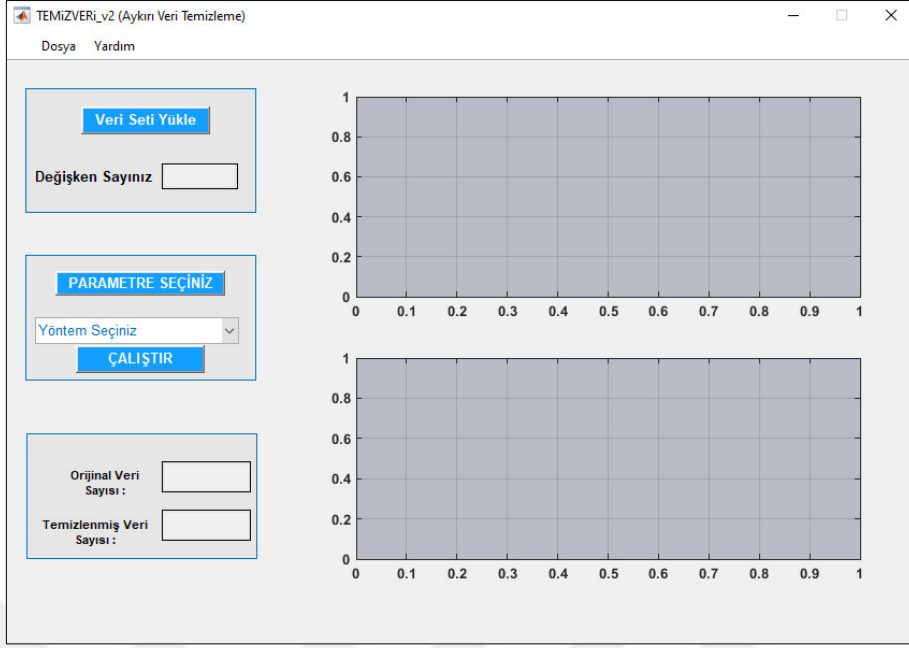 TEMiZVERi_v2 (Aykırı Veri Temizleme)
Dosya Yardım
Veri Seti Yükle
Değişken Sayınız
PARAMETRE SEÇİNİZ
Yöntem Seçiniz
ÇALIŞTIR
Orijinal Veri
Sayısı :
Temizlenmiş Veri
Sayısı :
1
0.8
0.6
0.4
0.2
0
0 0.1 0.2 0.3 0.4 0.5 0.6 0.7 0.8 0.9 1
1
0.8
0.6
0.4
0.2
0
0 0.1 0.2 0.3 0.4 0.5 0.6 0.7 0.8 0.9 1